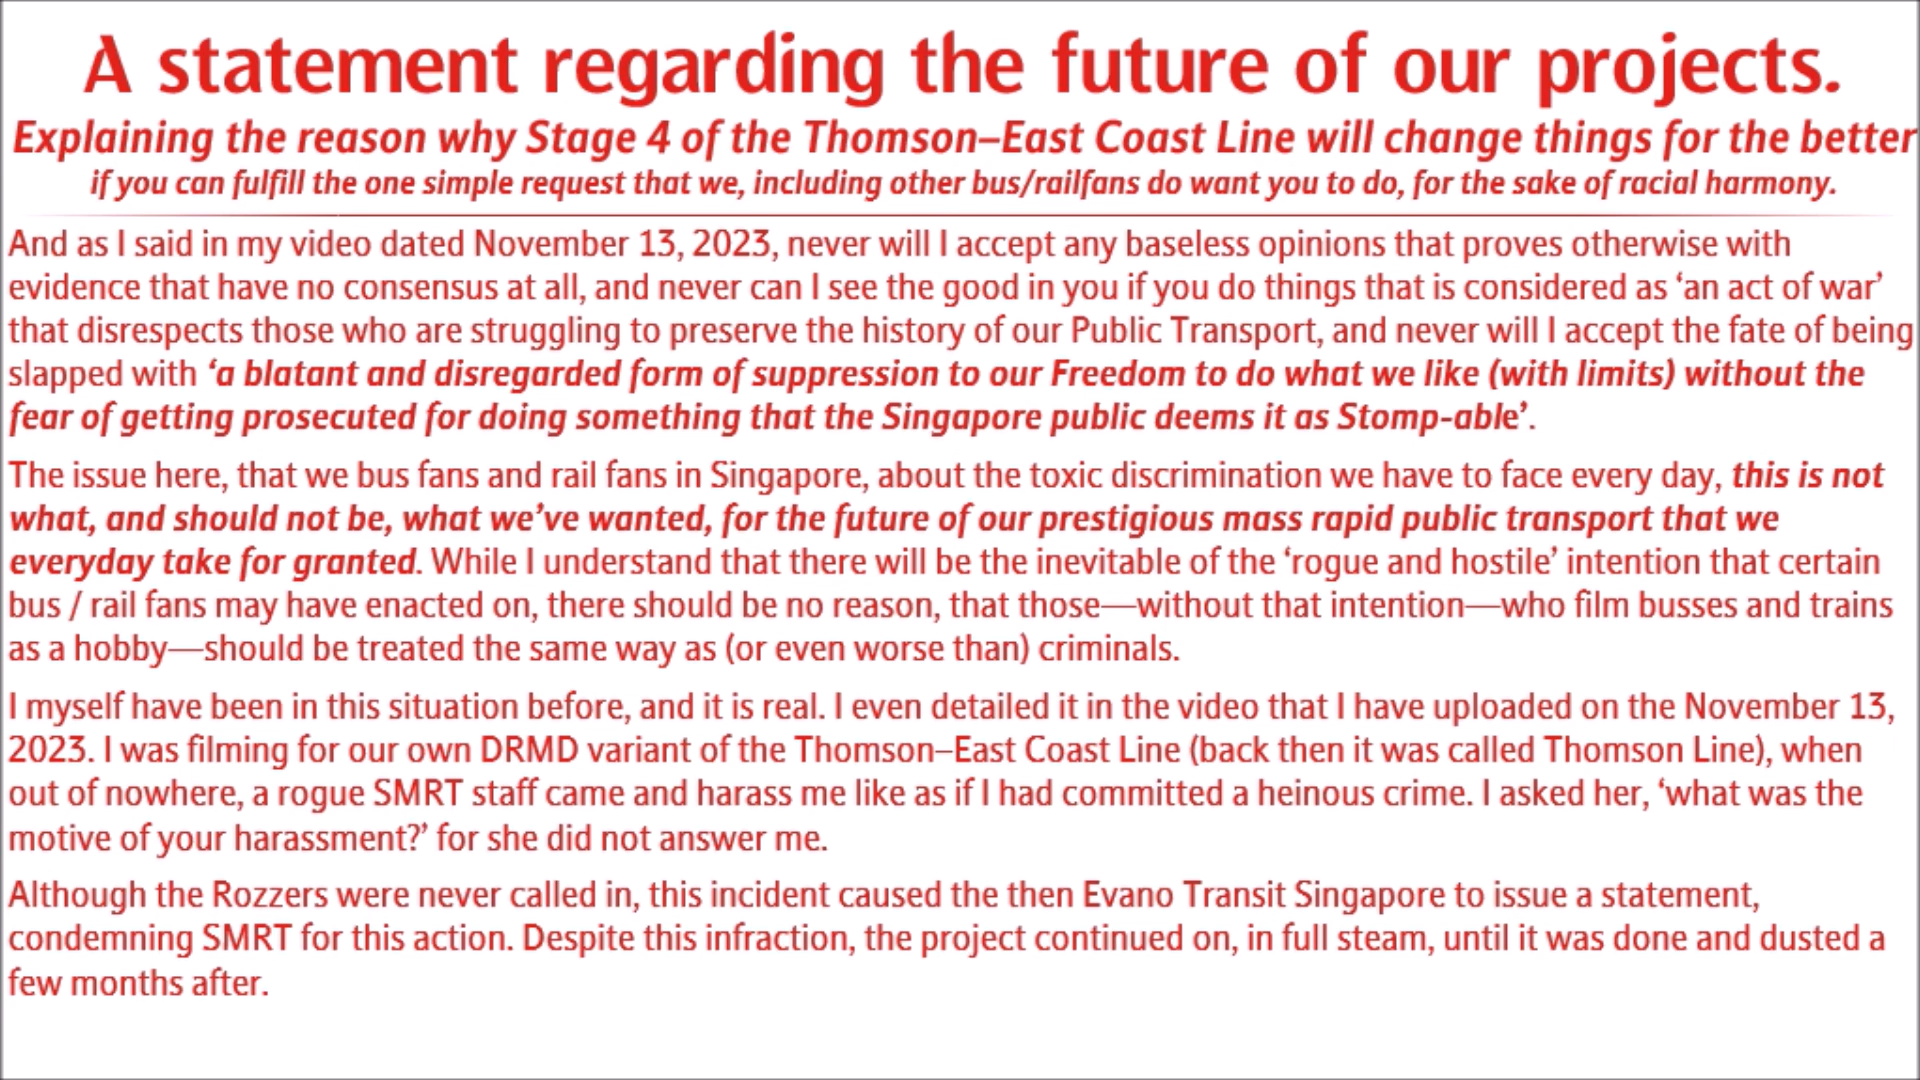 A statement regarding the future of our projects.
Explaining the reason why Stage 4 of the Thomson–East Coast Line will change things for the better
if you can fulfill the one simple request that we, including other bus/railfans do want you to do, for the sake of racial harmony.
And as I said in my video dated November 13, 2023, never will I accept any baseless opinions that proves otherwise with
evidence that have no consensus at all, and never can I see the good in you if you do things that is considered as ‘an act of war’
that disrespects those who are struggling to preserve the history of our Public Transport, and never will I accept the fate of being
slapped with ‘a blatant and disregarded form of suppression to our Freedom to do what we like (with limits) without the
fear of getting prosecuted for doing something that the Singapore public deems it as Stomp-able’.
The issue here, that we bus fans and rail fans in Singapore, about the toxic discrimination we have to face every day, this is not
what, and should not be, what we’ve wanted, for the future of our prestigious mass rapid public transport that we
everyday take for granted. While I understand that there will be the inevitable of the ‘rogue and hostile’ intention that certain
bus / rail fans may have enacted on, there should be no reason, that those—without that intention—who film busses and trains
as a hobby—should be treated the same way as (or even worse than) criminals.
I myself have been in this situation before, and it is real. I even detailed it in the video that I have uploaded on the November 13,
2023. I was filming for our own DRMD variant of the Thomson–East Coast Line (back then it was called Thomson Line), when
out of nowhere, a rogue SMRT staff came and harass me like as if I had committed a heinous crime. I asked her, ‘what was the
motive of your harassment?’ for she did not answer me.
Although the Rozzers were never called in, this incident caused the then Evano Transit Singapore to issue a statement,
condemning SMRT for this action. Despite this infraction, the project continued on, in full steam, until it was done and dusted a
few months after.